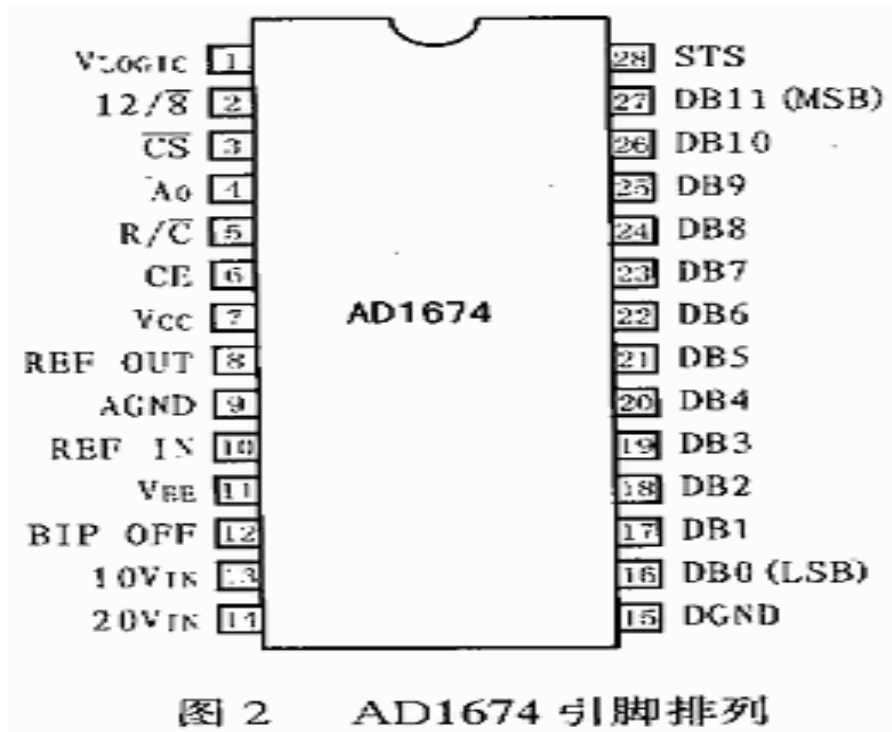 VLOGIC 1
12/8̅ 2
C̅S̅ 3
A0 4
R/C̅ 5
CE 6
VCC 7
REF OUT 8
AGND 9
REF IN 10
VEE 11
BIP OFF 12
10VIN 13
20VIN 14
AD1674
28 STS
27 DB11 (MSB)
26 DB10
25 DB9
24 DB8
23 DB7
22 DB6
21 DB5
20 DB4
19 DB3
18 DB2
17 DB1
16 DB0 (LSB)
15 DGND
图 2 AD1674 引脚排列